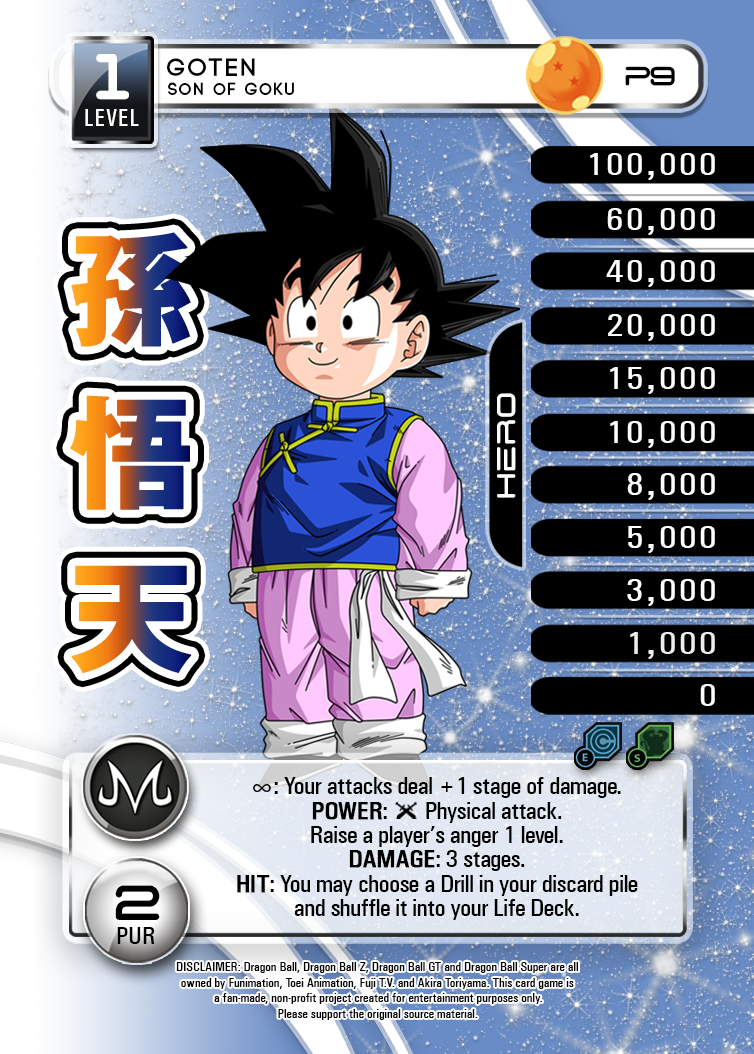 1
LEVEL
GOTEN
SON OF GOKU
P9
100,000
60,000
40,000
20,000
15,000
10,000
8,000
5,000
3,000
1,000
0
HERO
孫
悟
天
E
S
M
2
PUR
∞: Your attacks deal +1 stage of damage.
POWER: Physical attack.
Raise a player's anger 1 level.
DAMAGE: 3 stages.
HIT: You may choose a Drill in your discard pile
and shuffle it into your Life Deck.
DISCLAIMER: Dragon Ball, Dragon Ball Z, Dragon Ball GT and Dragon Ball Super are all
owned by Funimation, Toei Animation, Fuji T.V. and Akira Toriyama. This card game is
a fan-made, non-profit project created for entertainment purposes only.
Please support the original source material.